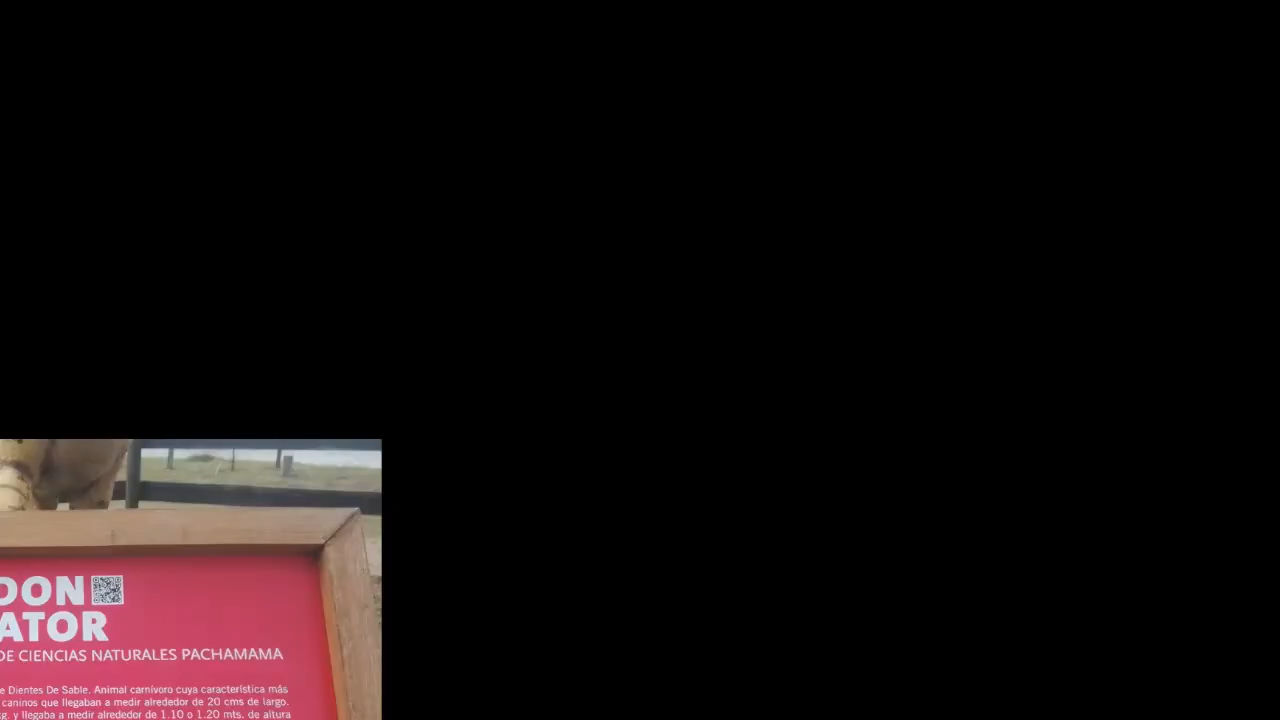 DON
ATOR
DE CIENCIAS NATURALES PACHAMAMA
e Dientes De Sable. Animal carnívoro cuya característica más
caninos que llegaban a medir alrededor de 20 cms de largo.
kg. y llegaba a medir alrededor de 1.10 o 1.20 mts. de altura